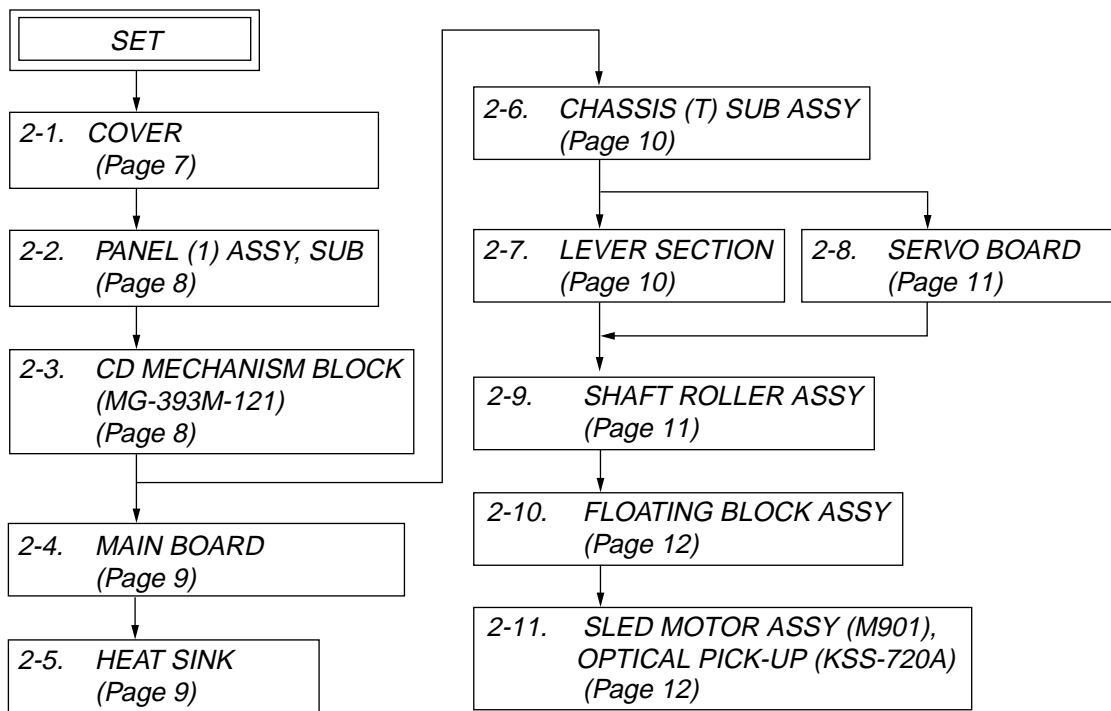 SET
2-1. COVER
(Page 7)
2-2. PANEL (1) ASSY, SUB
(Page 8)
2-3. CD MECHANISM BLOCK
(MG-393M-121)
(Page 8)
2-4. MAIN BOARD
(Page 9)
2-5. HEAT SINK
(Page 9)
2-6. CHASSIS (T) SUB ASSY
(Page 10)
2-7. LEVER SECTION
(Page 10)
2-8. SERVO BOARD
(Page 11)
2-9. SHAFT ROLLER ASSY
(Page 11)
2-10. FLOATING BLOCK ASSY
(Page 12)
2-11. SLED MOTOR ASSY (M901),
OPTICAL PICK-UP (KSS-720A)
(Page 12)